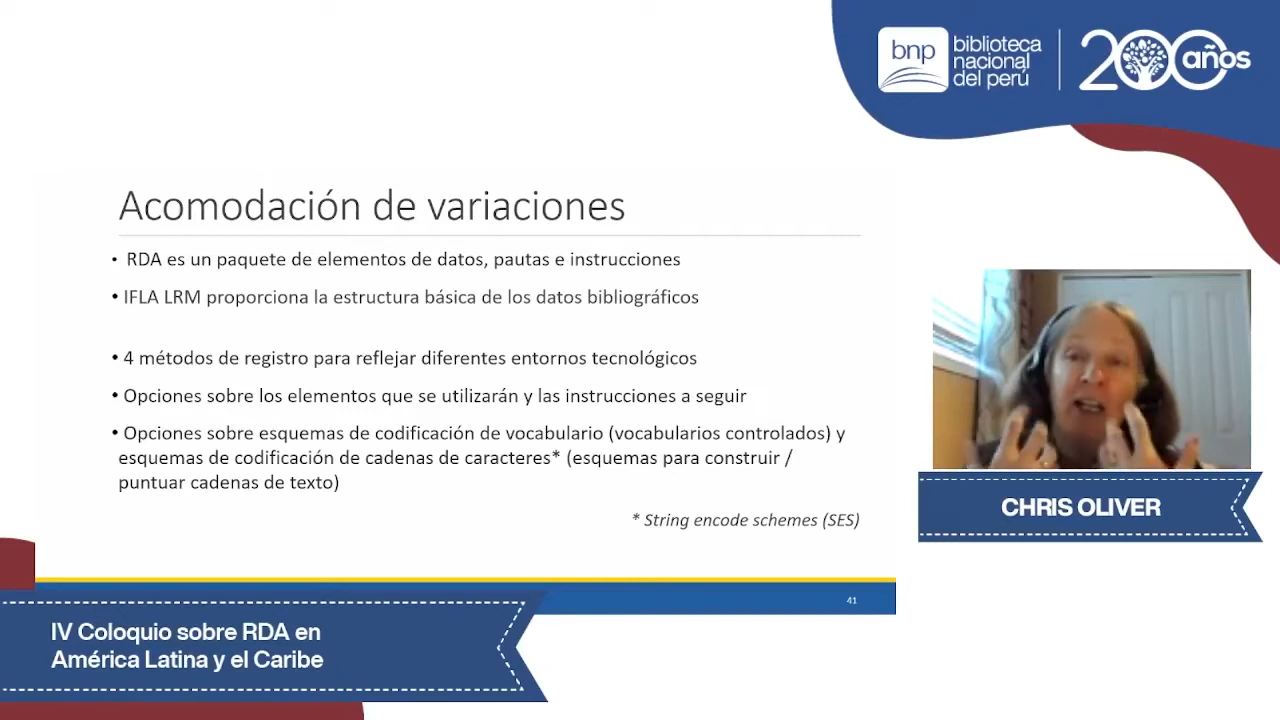 bnp
biblioteca
nacional
del perú
200 años
Acomodación de variaciones
• RDA es un paquete de elementos de datos, pautas e instrucciones
• IFLA LRM proporciona la estructura básica de los datos bibliográficos
• 4 métodos de registro para reflejar diferentes entornos tecnológicos
• Opciones sobre los elementos que se utilizarán y las instrucciones a seguir
• Opciones sobre esquemas de codificación de vocabulario (vocabularios controlados) y
esquemas de codificación de cadenas de caracteres* (esquemas para construir /
puntuar cadenas de texto)
* String encode schemes (SES)
CHRIS OLIVER
41
IV Coloquio sobre RDA en
América Latina y el Caribe